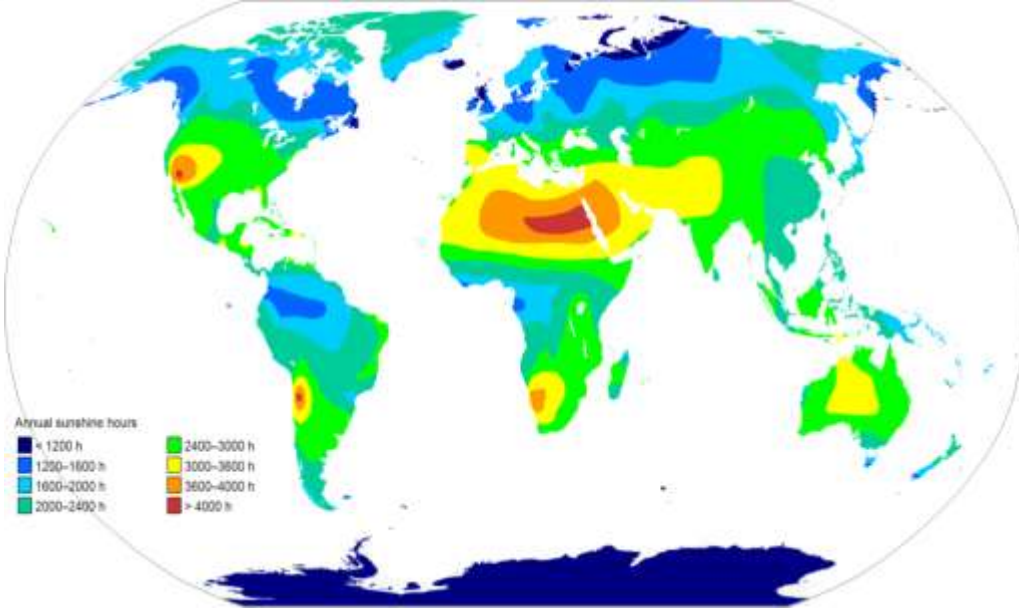 Annual sunshine hours
< 1200 h
1200–1600 h
1600–2000 h
2000–2400 h
2400–3000 h
3000–3600 h
3600–4000 h
> 4000 h